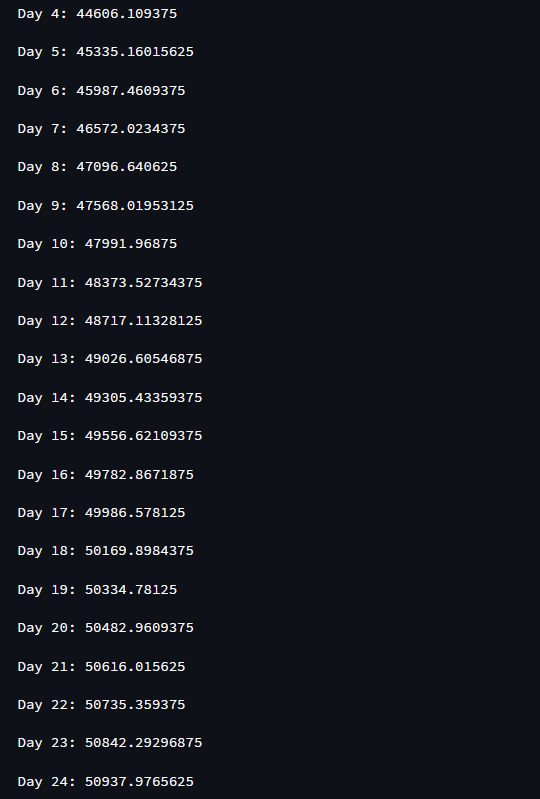 Day 4: 44606.109375
Day 5: 45335.16015625
Day 6: 45987.4609375
Day 7: 46572.0234375
Day 8: 47096.640625
Day 9: 47568.01953125
Day 10: 47991.96875
Day 11: 48373.52734375
Day 12: 48717.11328125
Day 13: 49026.60546875
Day 14: 49305.43359375
Day 15: 49556.62109375
Day 16: 49782.8671875
Day 17: 49986.578125
Day 18: 50169.8984375
Day 19: 50334.78125
Day 20: 50482.9609375
Day 21: 50616.015625
Day 22: 50735.359375
Day 23: 50842.29296875
Day 24: 50937.9765625